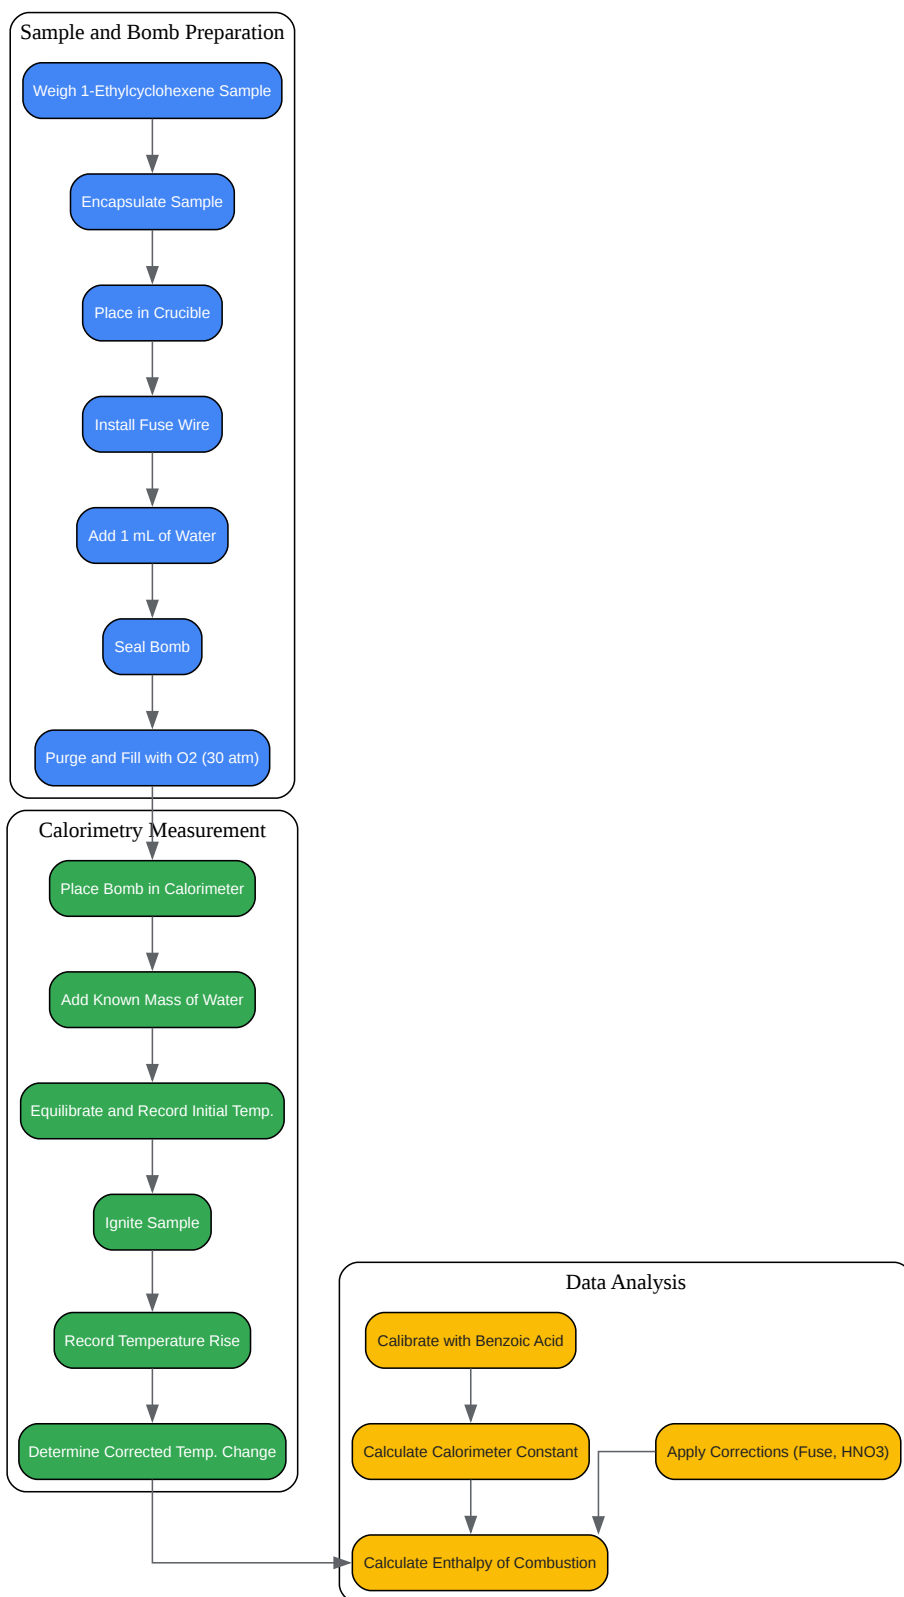 Sample and Bomb Preparation
Weigh 1-Ethylcyclohexene Sample
Encapsulate Sample
Place in Crucible
Install Fuse Wire
Add 1 mL of Water
Seal Bomb
Purge and Fill with O2 (30 atm)
Calorimetry Measurement
Place Bomb in Calorimeter
Add Known Mass of Water
Equilibrate and Record Initial Temp.
Ignite Sample
Record Temperature Rise
Determine Corrected Temp. Change
Data Analysis
Calibrate with Benzoic Acid
Calculate Calorimeter Constant
Apply Corrections (Fuse, HNO3)
Calculate Enthalpy of Combustion